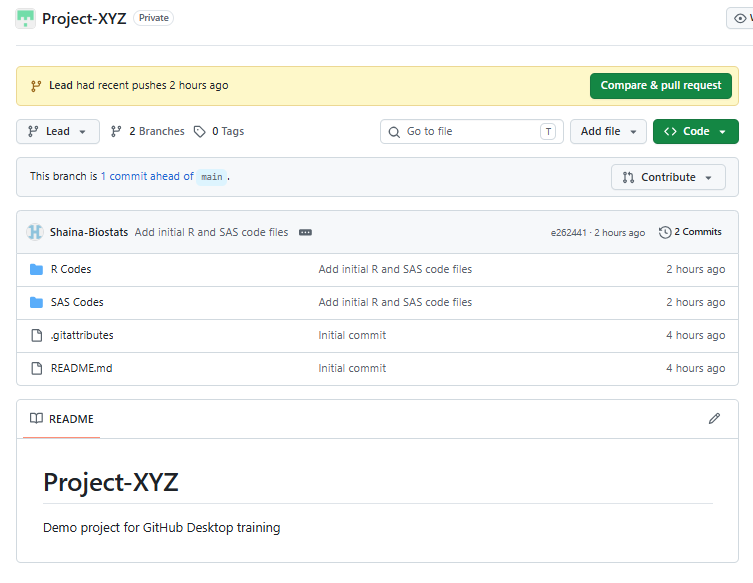 Project-XYZ Private
Lead had recent pushes 2 hours ago Compare & pull request
Lead 2 Branches 0 Tags Go to file T Add file Code
This branch is 1 commit ahead of main . Contribute
Shaina-Biostats Add initial R and SAS code files e262441 · 2 hours ago 2 Commits
R Codes Add initial R and SAS code files 2 hours ago
SAS Codes Add initial R and SAS code files 2 hours ago
.gitattributes Initial commit 4 hours ago
README.md Initial commit 4 hours ago
README
Project-XYZ
Demo project for GitHub Desktop training